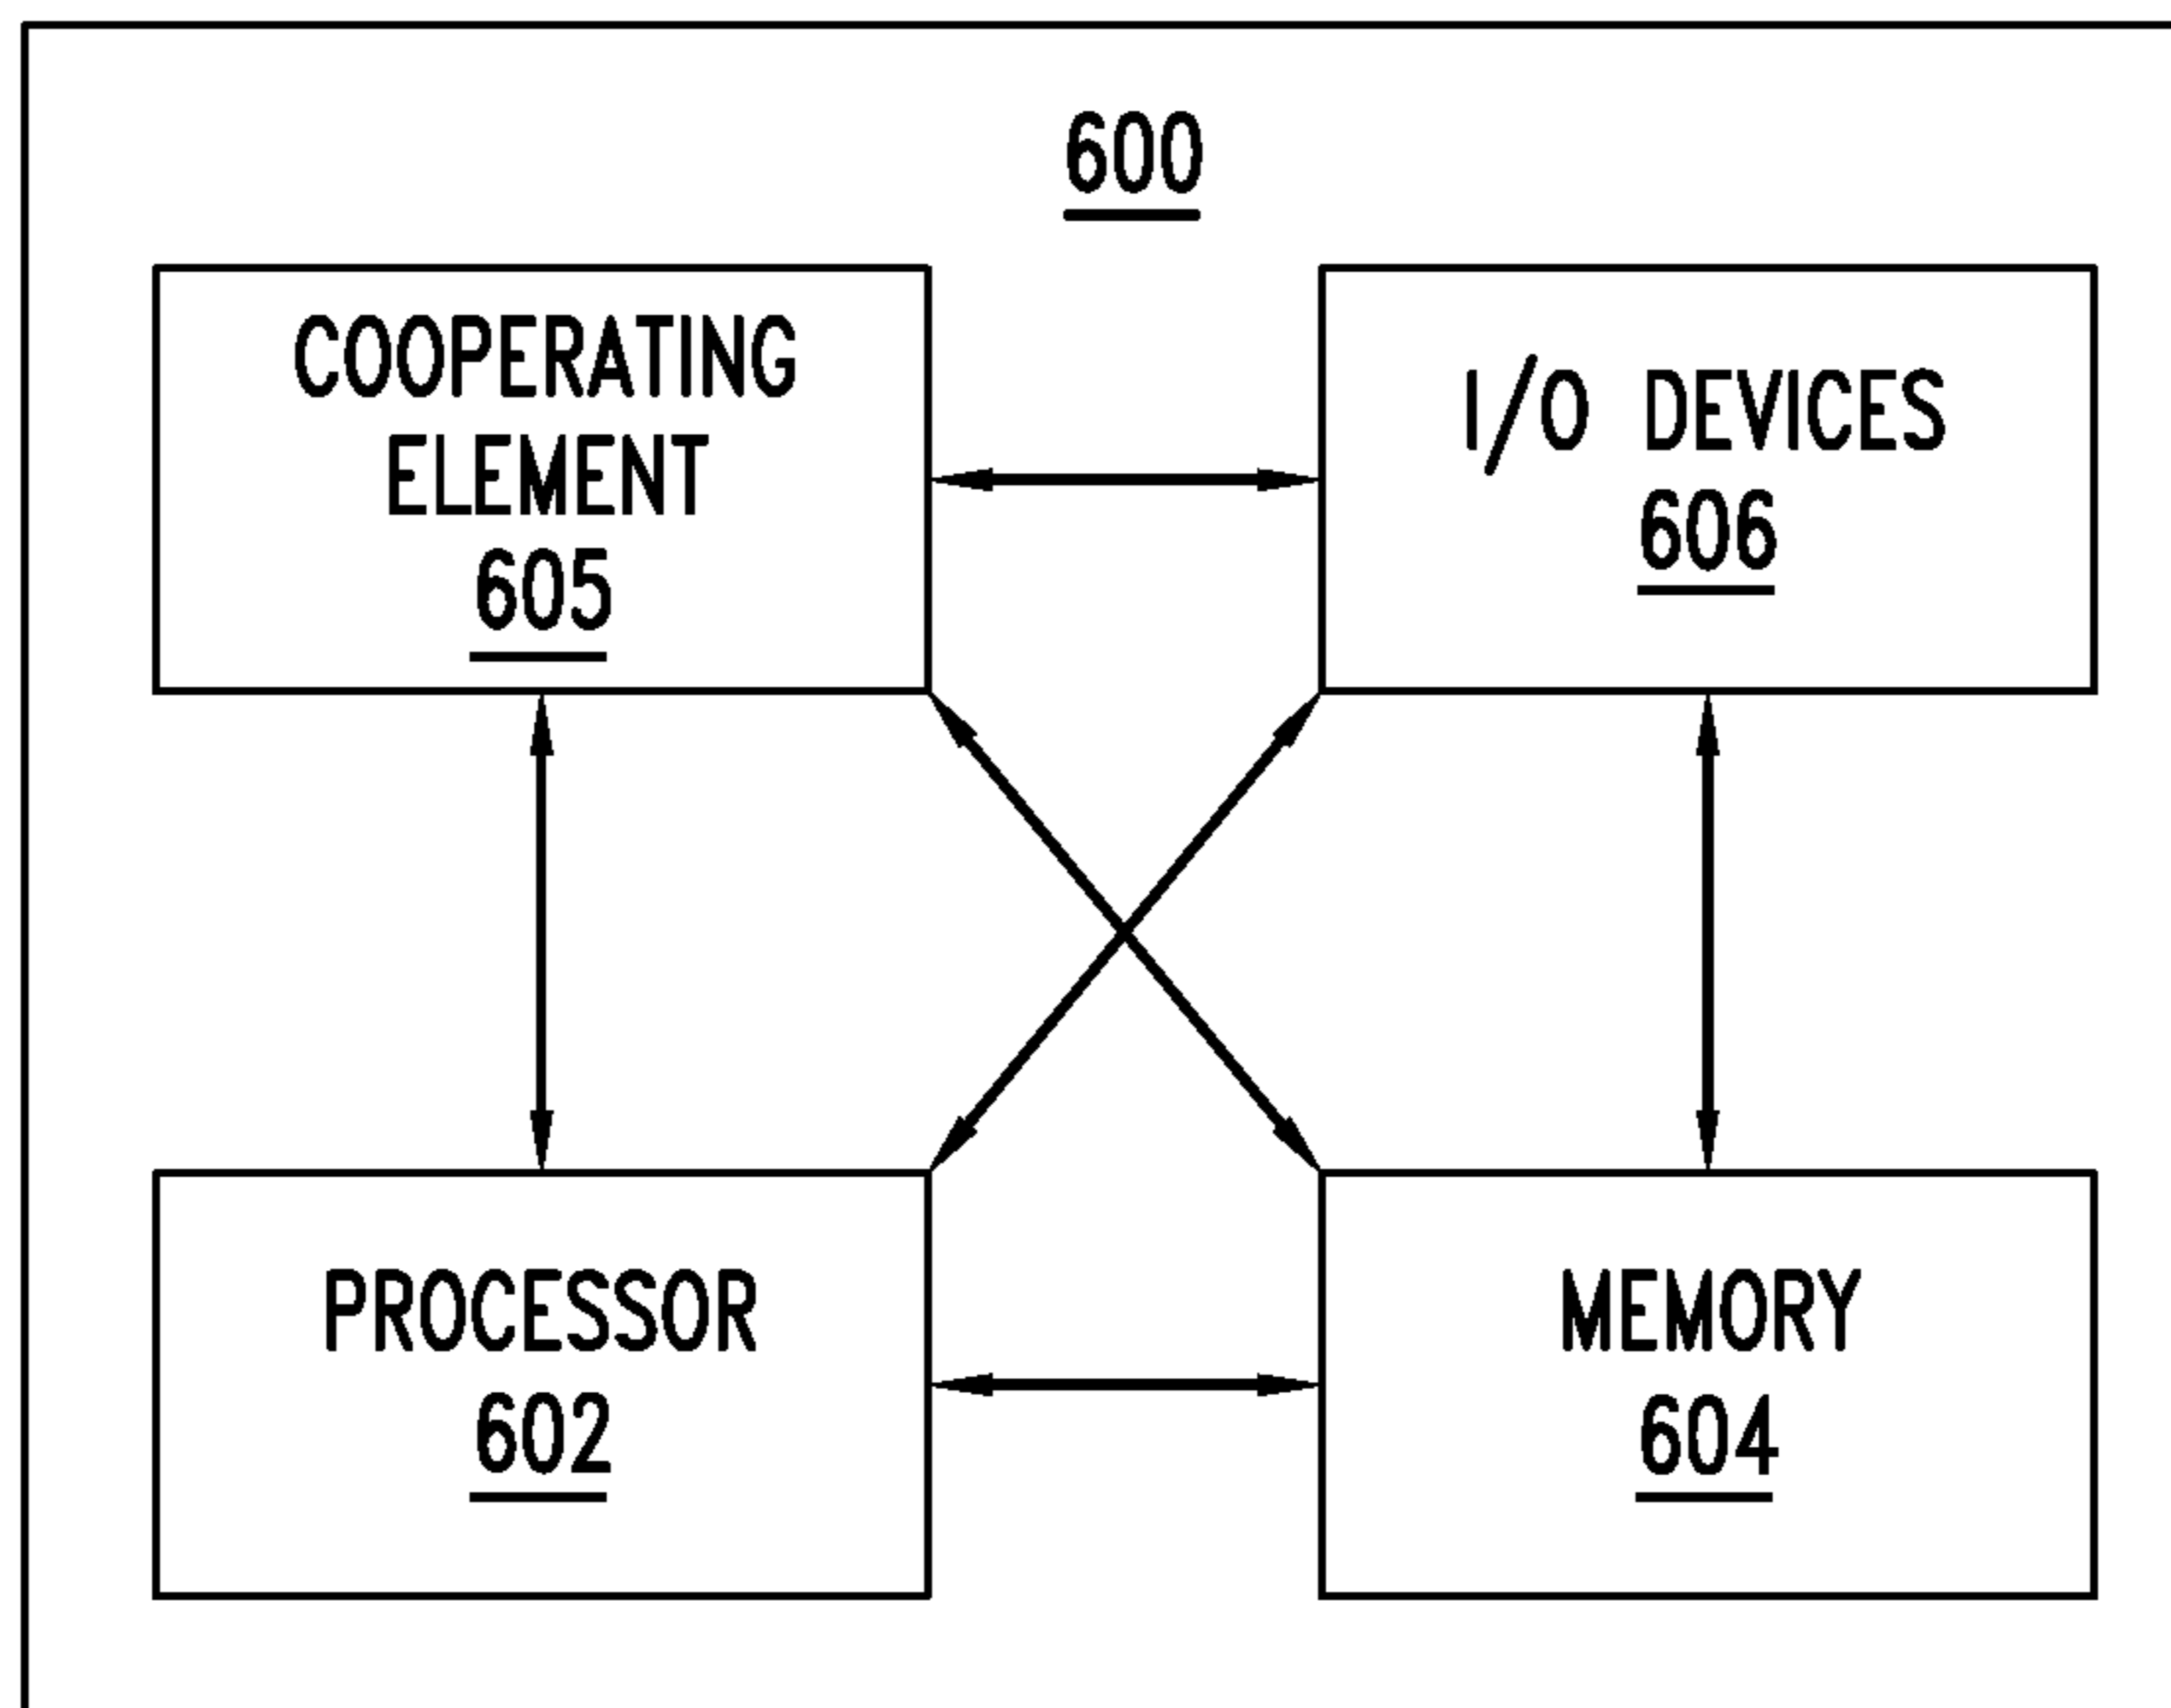 600
COOPERATING
ELEMENT
605
I/O DEVICES
606
PROCESSOR
602
MEMORY
604